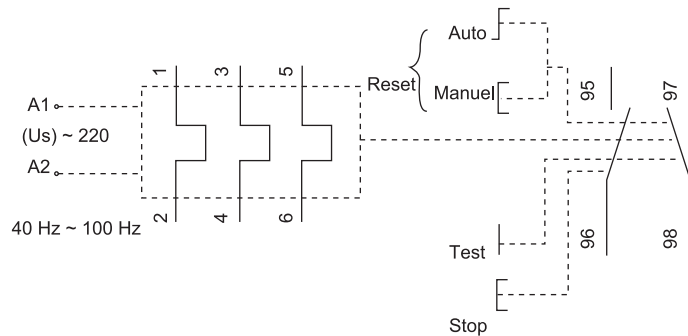 Auto
Reset
Manuel
1 3 5
95 97
A1
(Us) ~ 220
A2
2 4 6
96 98
40 Hz ~ 100 Hz
Test
Stop